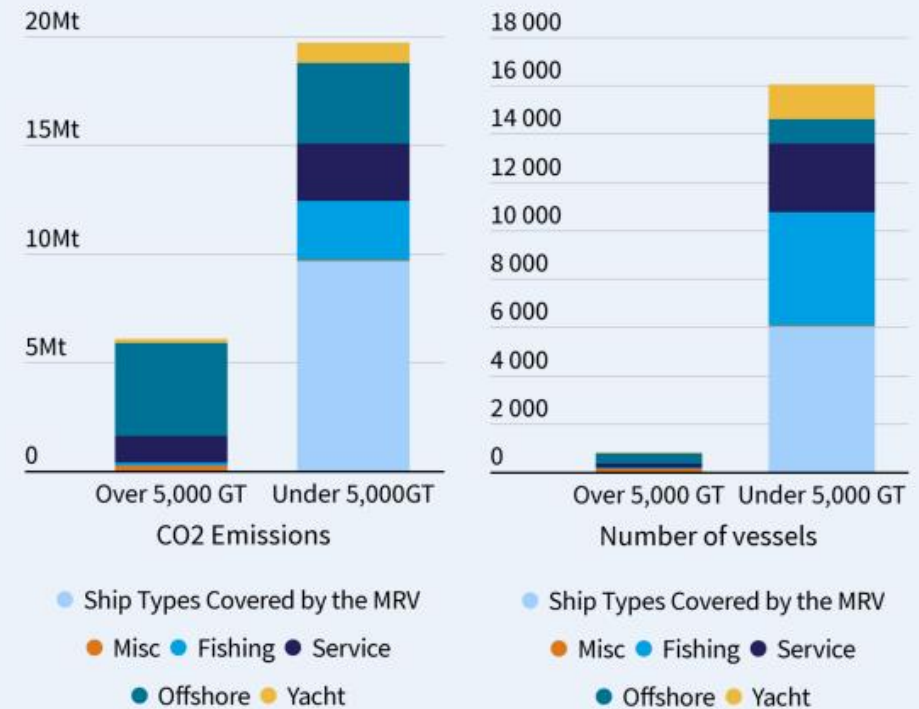 20Mt
15Mt
10Mt
5Mt
0
Over 5,000 GT Under 5,000GT
CO2 Emissions
Ship Types Covered by the MRV
Misc Fishing Service
Offshore Yacht
18 000
16 000
14 000
12 000
10 000
8 000
6 000
4 000
2 000
0
Over 5,000 GT Under 5,000 GT
Number of vessels
Ship Types Covered by the MRV
Misc Fishing Service
Offshore Yacht